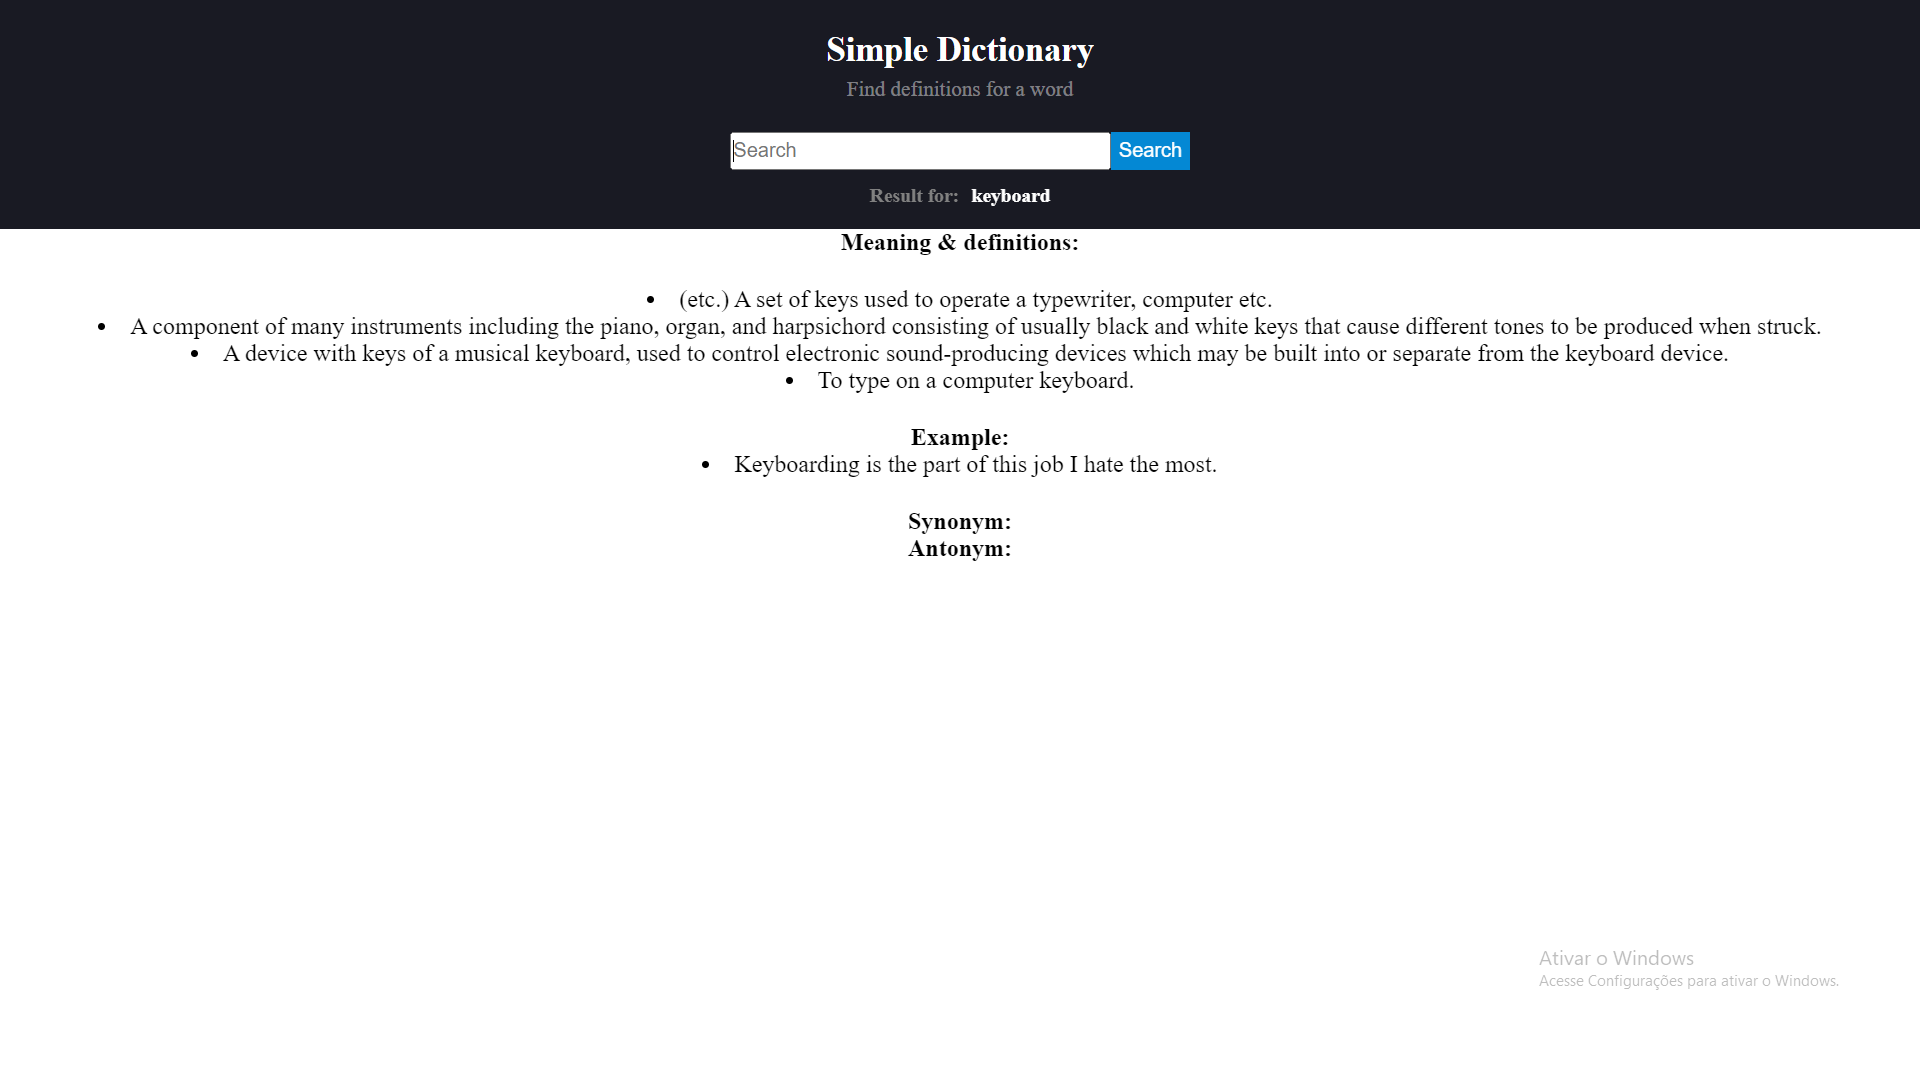 Simple Dictionary
Find definitions for a word
Search Search
Result for: keyboard
Meaning & definitions:
• (etc.) A set of keys used to operate a typewriter, computer etc.
• A component of many instruments including the piano, organ, and harpsichord consisting of usually black and white keys that cause different tones to be produced when struck.
• A device with keys of a musical keyboard, used to control electronic sound-producing devices which may be built into or separate from the keyboard device.
• To type on a computer keyboard.
Example:
• Keyboarding is the part of this job I hate the most.
Synonym:
Antonym:
Ativar o Windows
Acesse Configurações para ativar o Windows.